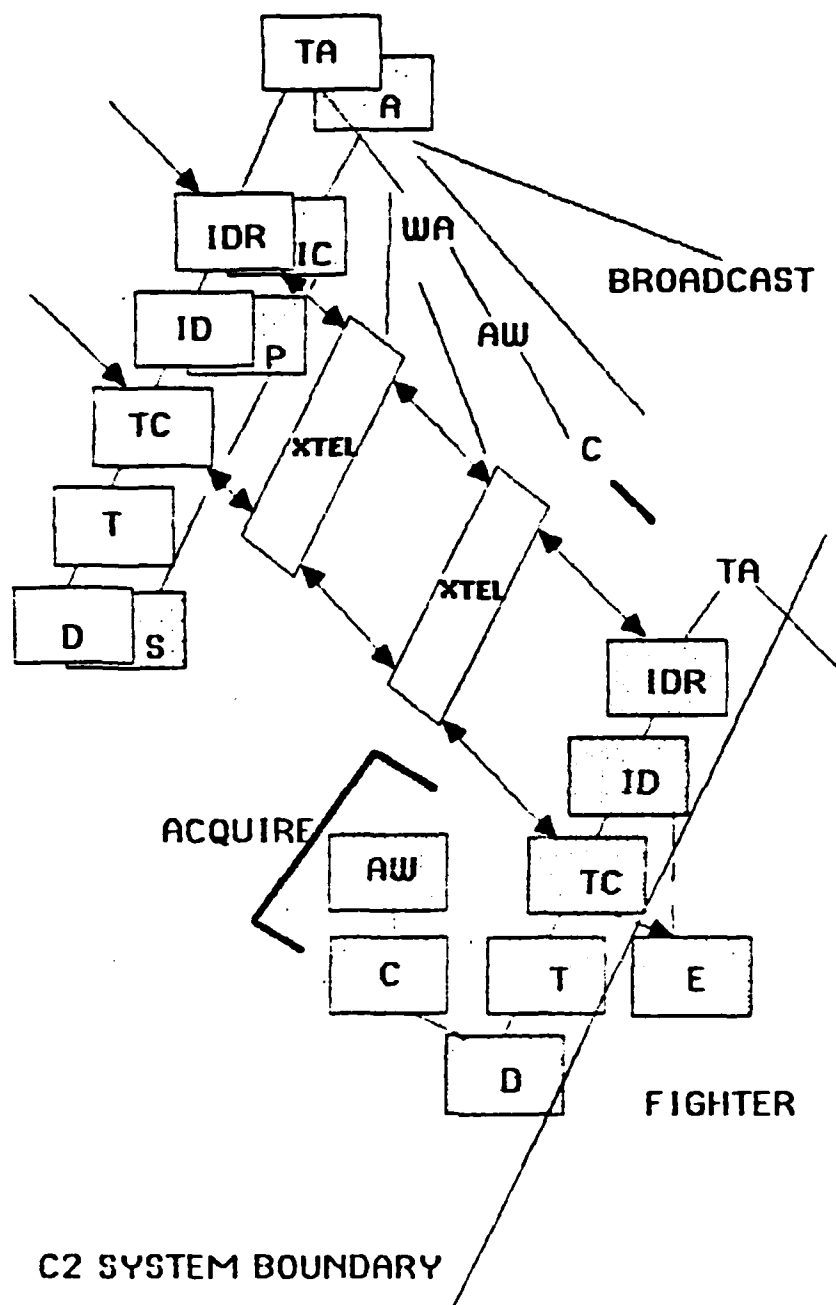 TA
A
IDR
IC
WA
BROADCAST
ID
P
AW
TC
XTEL
C
T
XTEL
TA
D
S
IDR
ID
ACQUIRE
AW
TC
C
T
E
D
FIGHTER
C2 SYSTEM BOUNDARY